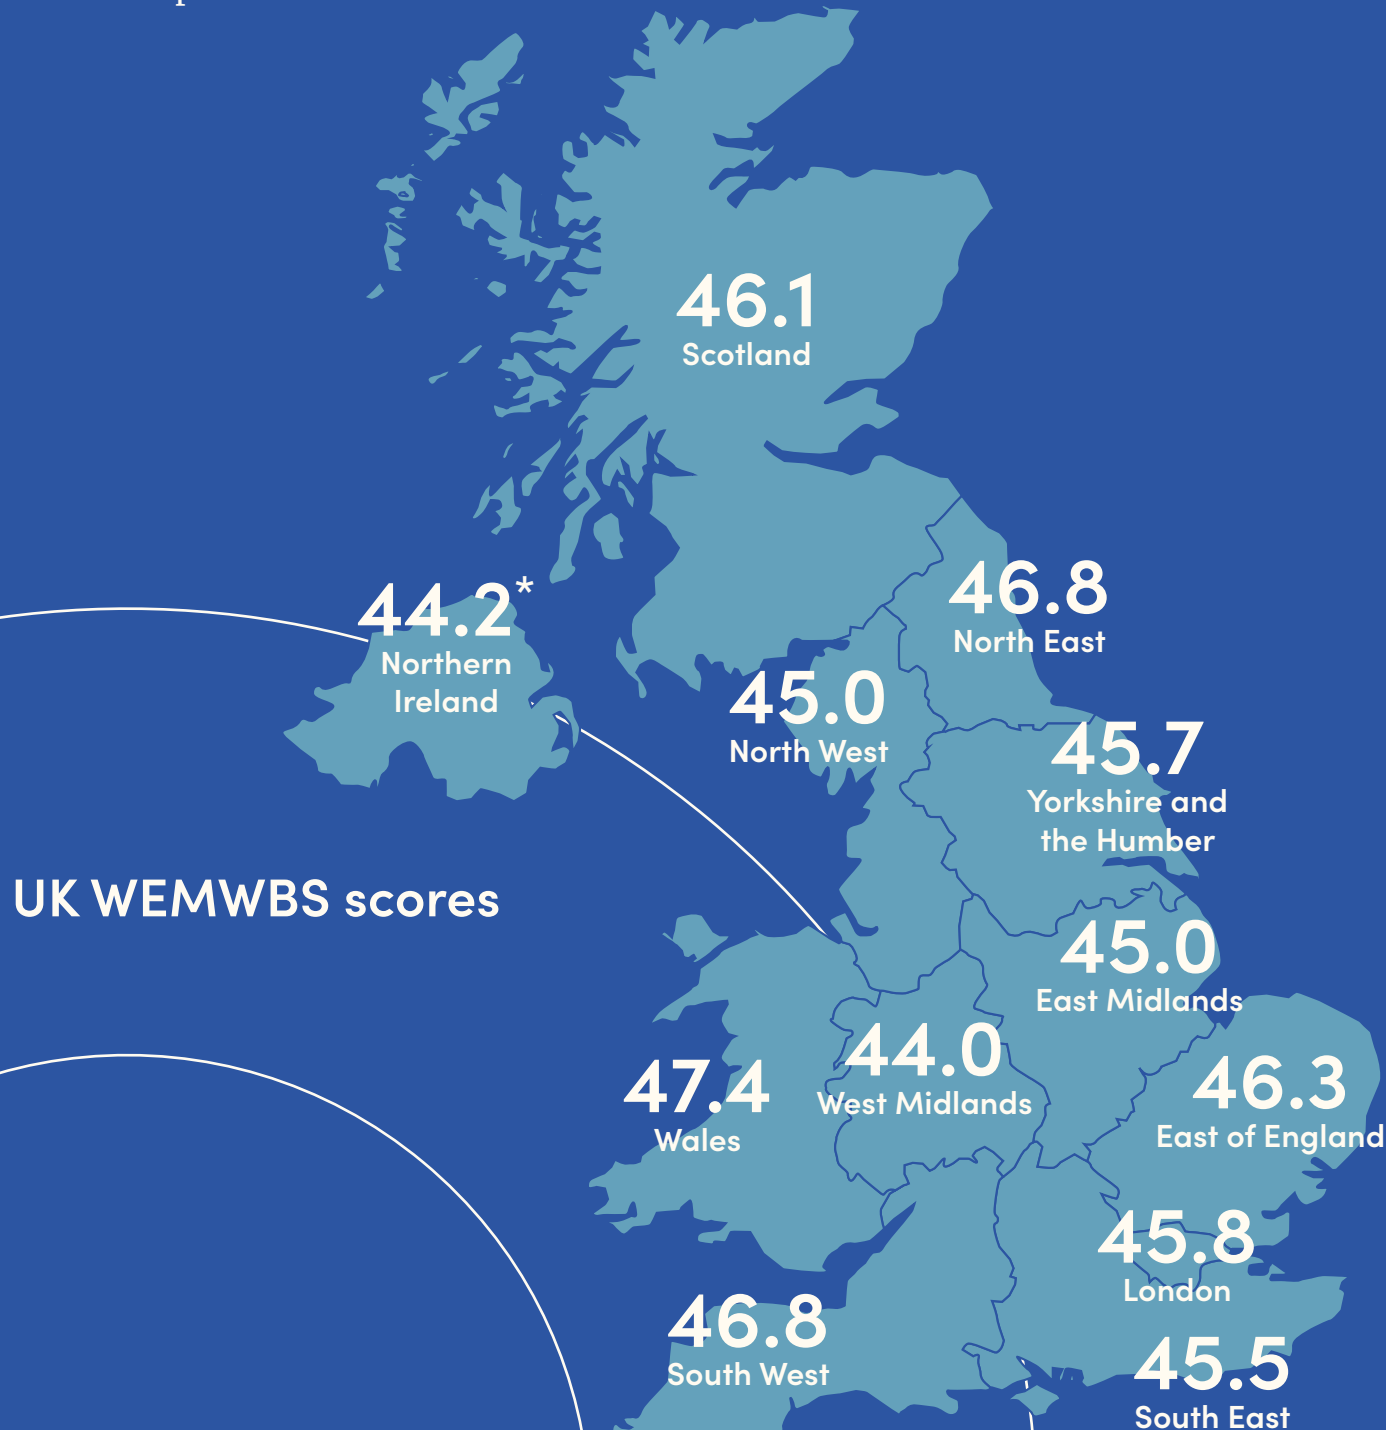 46.1
Scotland
44.2*
Northern
Ireland
46.8
North East
45.0
North West
45.7
Yorkshire and
the Humber
UK WEMWBS scores
45.0
East Midlands
44.0
West Midlands
47.4
Wales
46.3
East of England
45.8
London
46.8
South West
45.5
South East